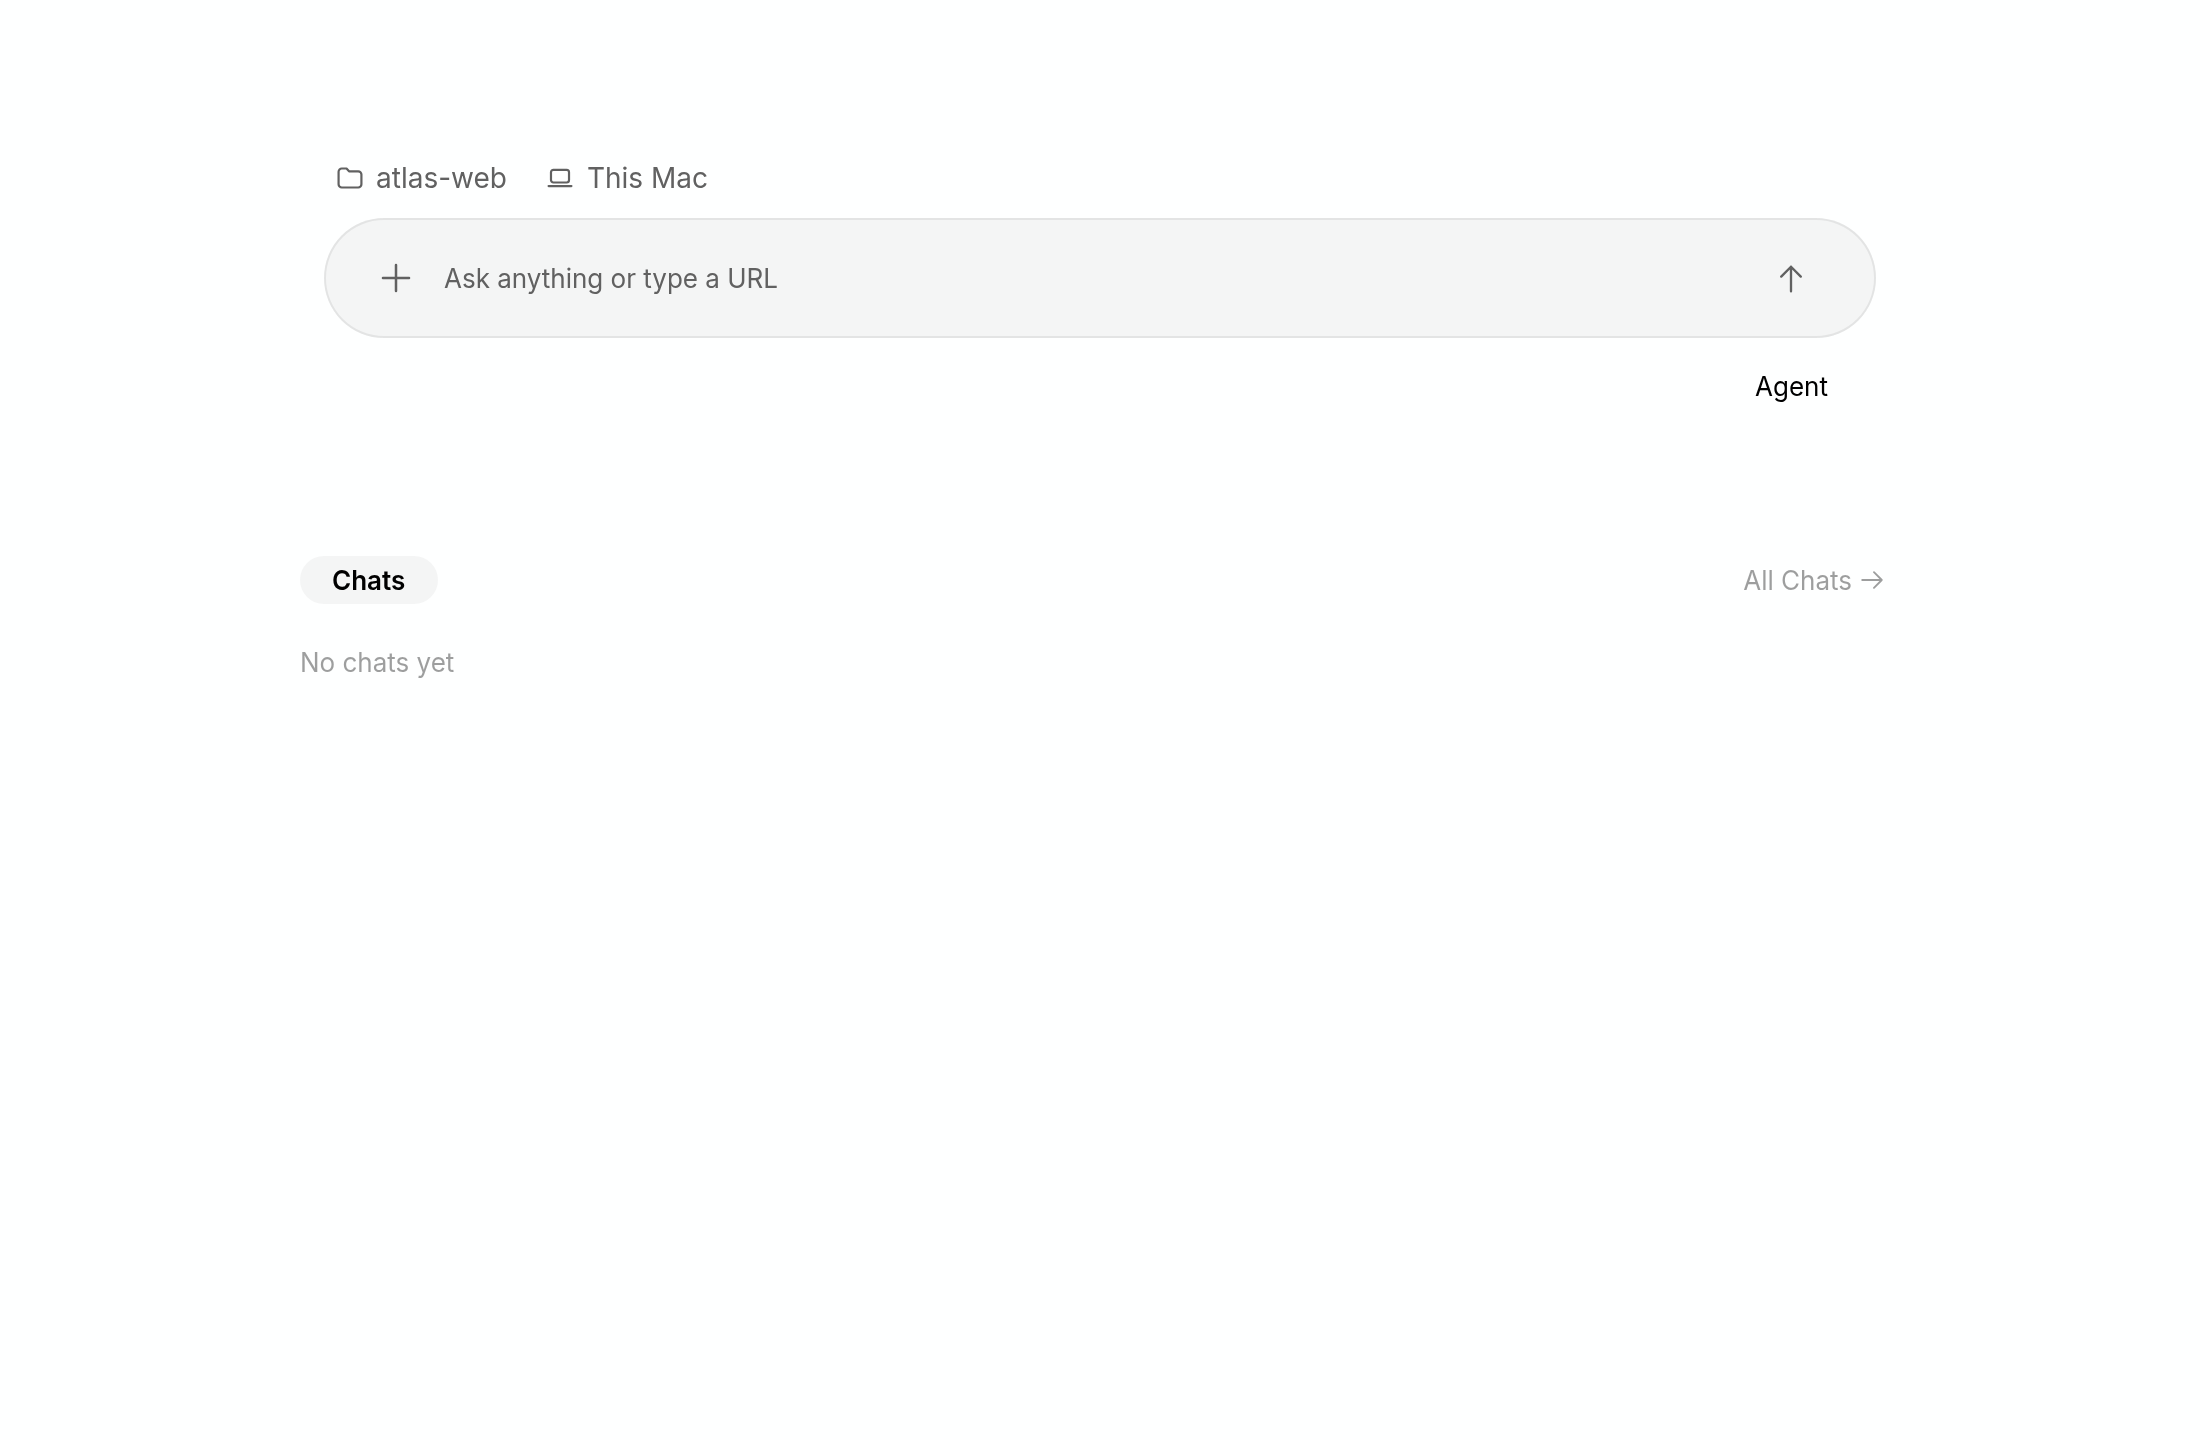 atlas-web This Mac
Ask anything or type a URL
Agent
Chats All Chats
No chats yet